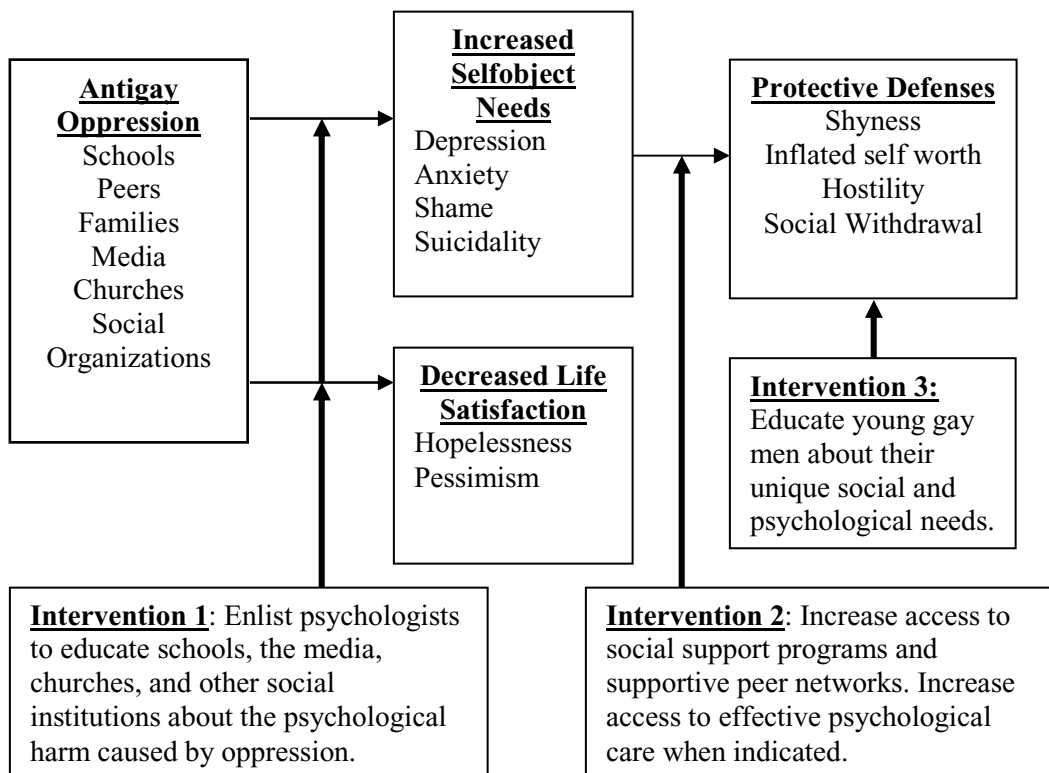 Antigay
Oppression
Schools
Peers
Families
Media
Churches
Social
Organizations
Increased
Selfobject
Needs
Depression
Anxiety
Shame
Suicidality
Protective Defenses
Shyness
Inflated self worth
Hostility
Social Withdrawal
Decreased Life
Satisfaction
Hopelessness
Pessimism
Intervention 3:
Educate young gay
men about their
unique social and
psychological needs.
Intervention 1: Enlist psychologists
to educate schools, the media,
churches, and other social
institutions about the psychological
harm caused by oppression.
Intervention 2: Increase access to
social support programs and
supportive peer networks. Increase
access to effective psychological
care when indicated.